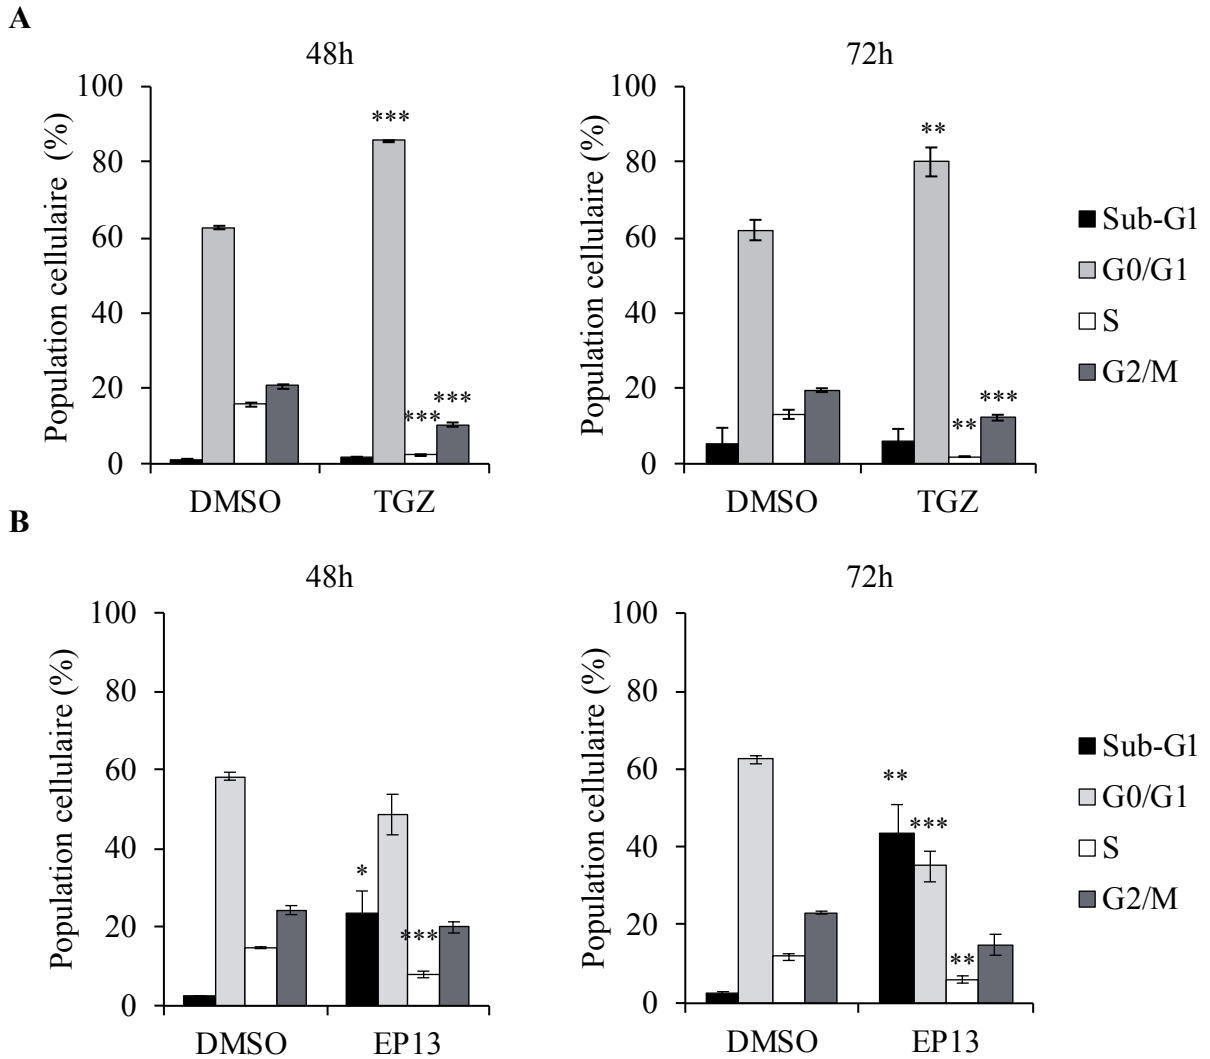 A
48h
Population cellulaire (%)
100
80
60
40
20
0
***
***
***
DMSO
TGZ
72h
Population cellulaire (%)
100
80
60
40
20
0
**
**
***
DMSO
TGZ
Sub-G1
G0/G1
S
G2/M
B
48h
Population cellulaire (%)
100
80
60
40
20
0
*
***
DMSO
EP13
72h
Population cellulaire (%)
100
80
60
40
20
0
**
***
**
DMSO
EP13
Sub-G1
G0/G1
S
G2/M